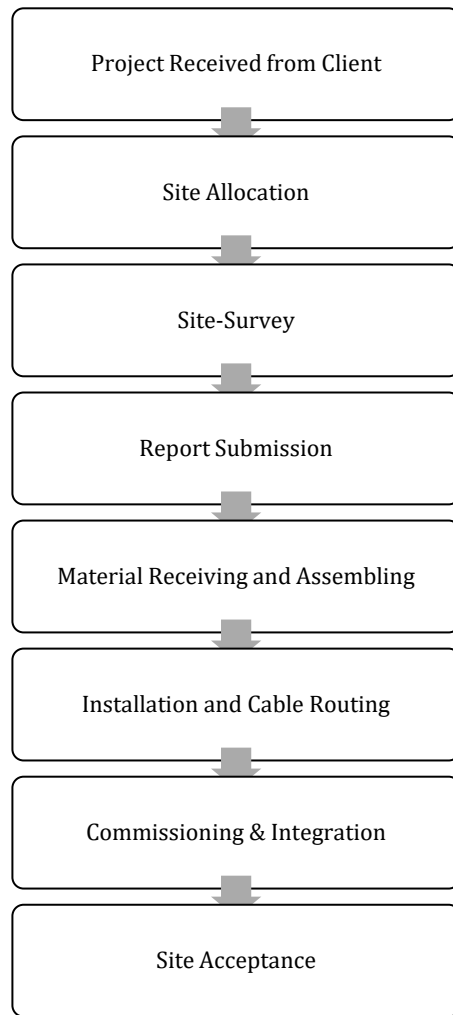 Project Received from Client
Site Allocation
Site-Survey
Report Submission
Material Receiving and Assembling
Installation and Cable Routing
Commissioning & Integration
Site Acceptance